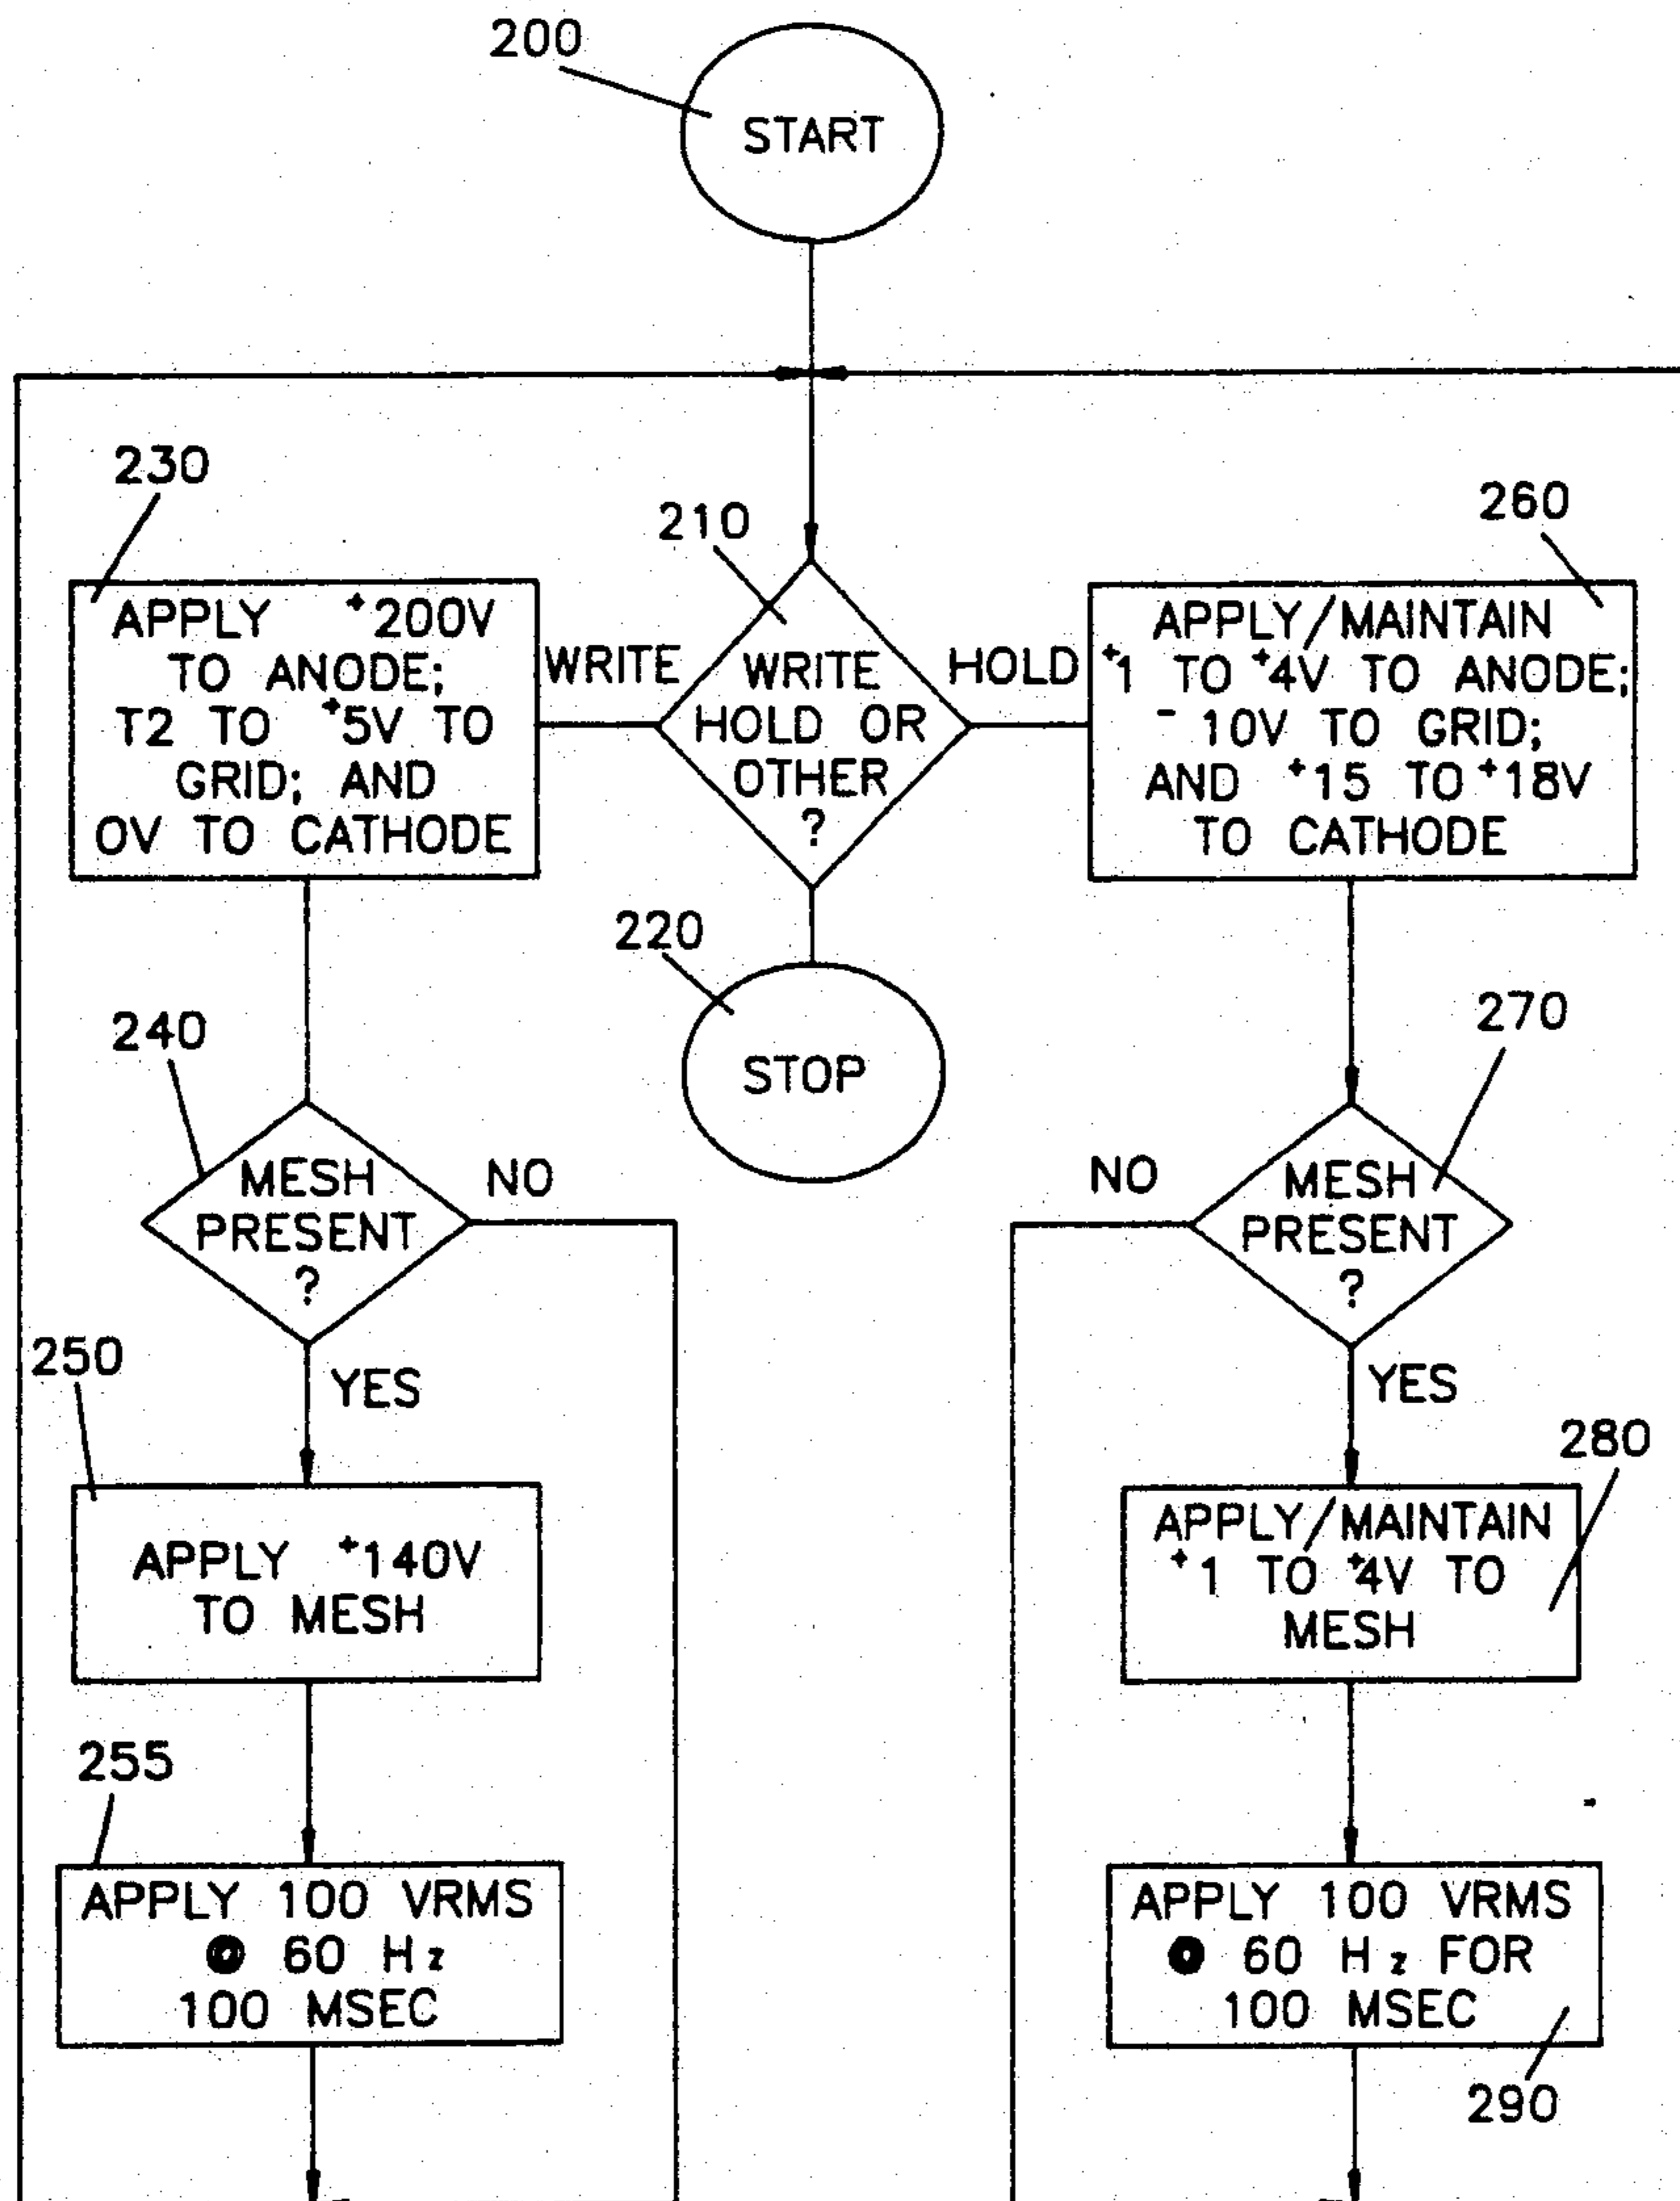 200
START
230
210
260
APPLY +200V
TO ANODE;
T2 TO +5V TO
GRID; AND
0V TO CATHODE
WRITE
WRITE
HOLD OR
OTHER
?
HOLD
APPLY/MAINTAIN
+1 TO +4V TO ANODE;
- 10V TO GRID;
AND +15 TO +18V
TO CATHODE
220
STOP
240
MESH
PRESENT
?
NO
270
NO
MESH
PRESENT
?
250
YES
YES
280
APPLY +140V
TO MESH
APPLY/MAINTAIN
+1 TO +4V TO
MESH
255
APPLY 100 VRMS
@ 60 Hz
100 MSEC
APPLY 100 VRMS
@ 60 Hz FOR
100 MSEC
290